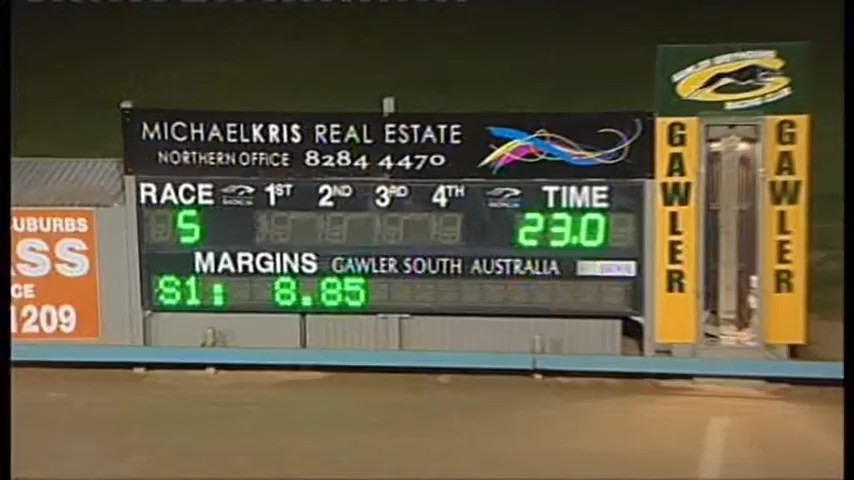 MICHAELKRIS REAL ESTATE
NORTHERN OFFICE 8284 4470
RACE 1ST 2ND 3RD 4TH TIME
5 23.0
MARGINS GAWLER SOUTH AUSTRALIA
S1: 8.85
SUBURBS
ASS
CE
1209
GAWLER
GAWLER